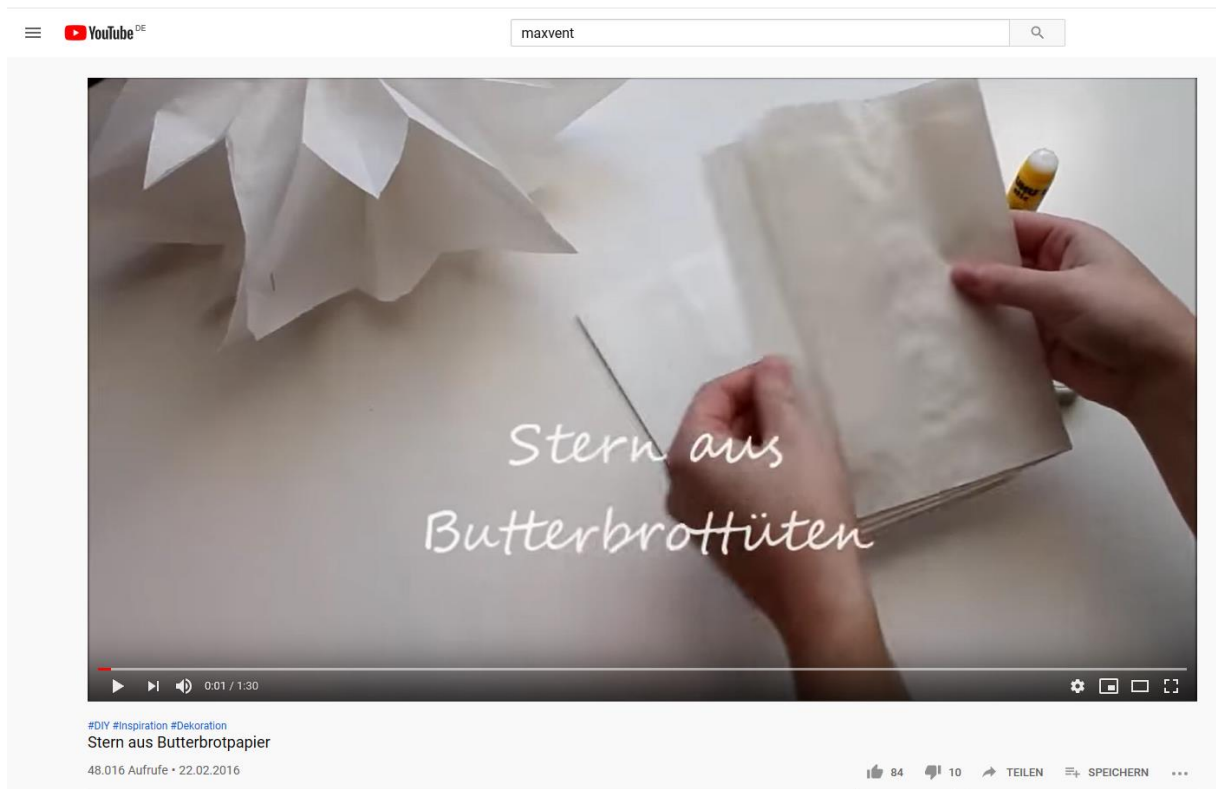 YouTube DE
maxvent
Stern aus
Butterbrottüten
0:01 / 1:30
#DIY #Inspiration #Dekoration
Stern aus Butterbrotpapier
48.016 Aufrufe • 22.02.2016
84 10 TEILEN SPEICHERN